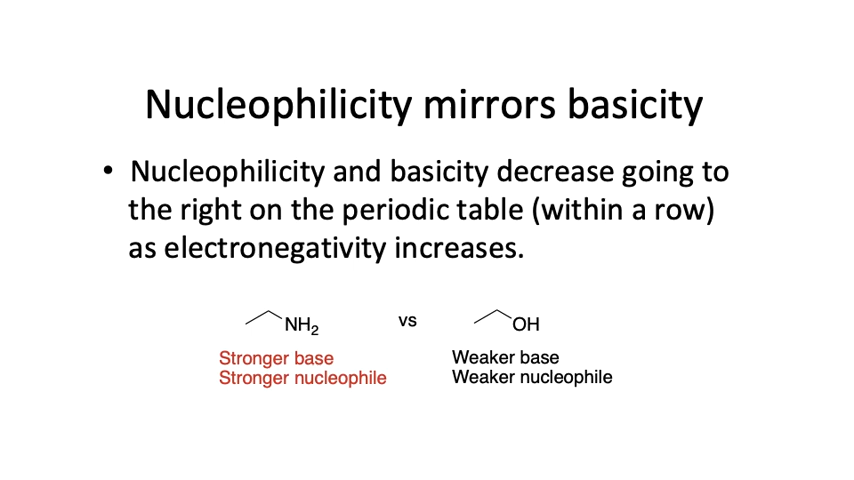 Nucleophilicity mirrors basicity
• Nucleophilicity and basicity decrease going to
the right on the periodic table (within a row)
as electronegativity increases.
NH₂ vs OH
Stronger base Weaker base
Stronger nucleophile Weaker nucleophile